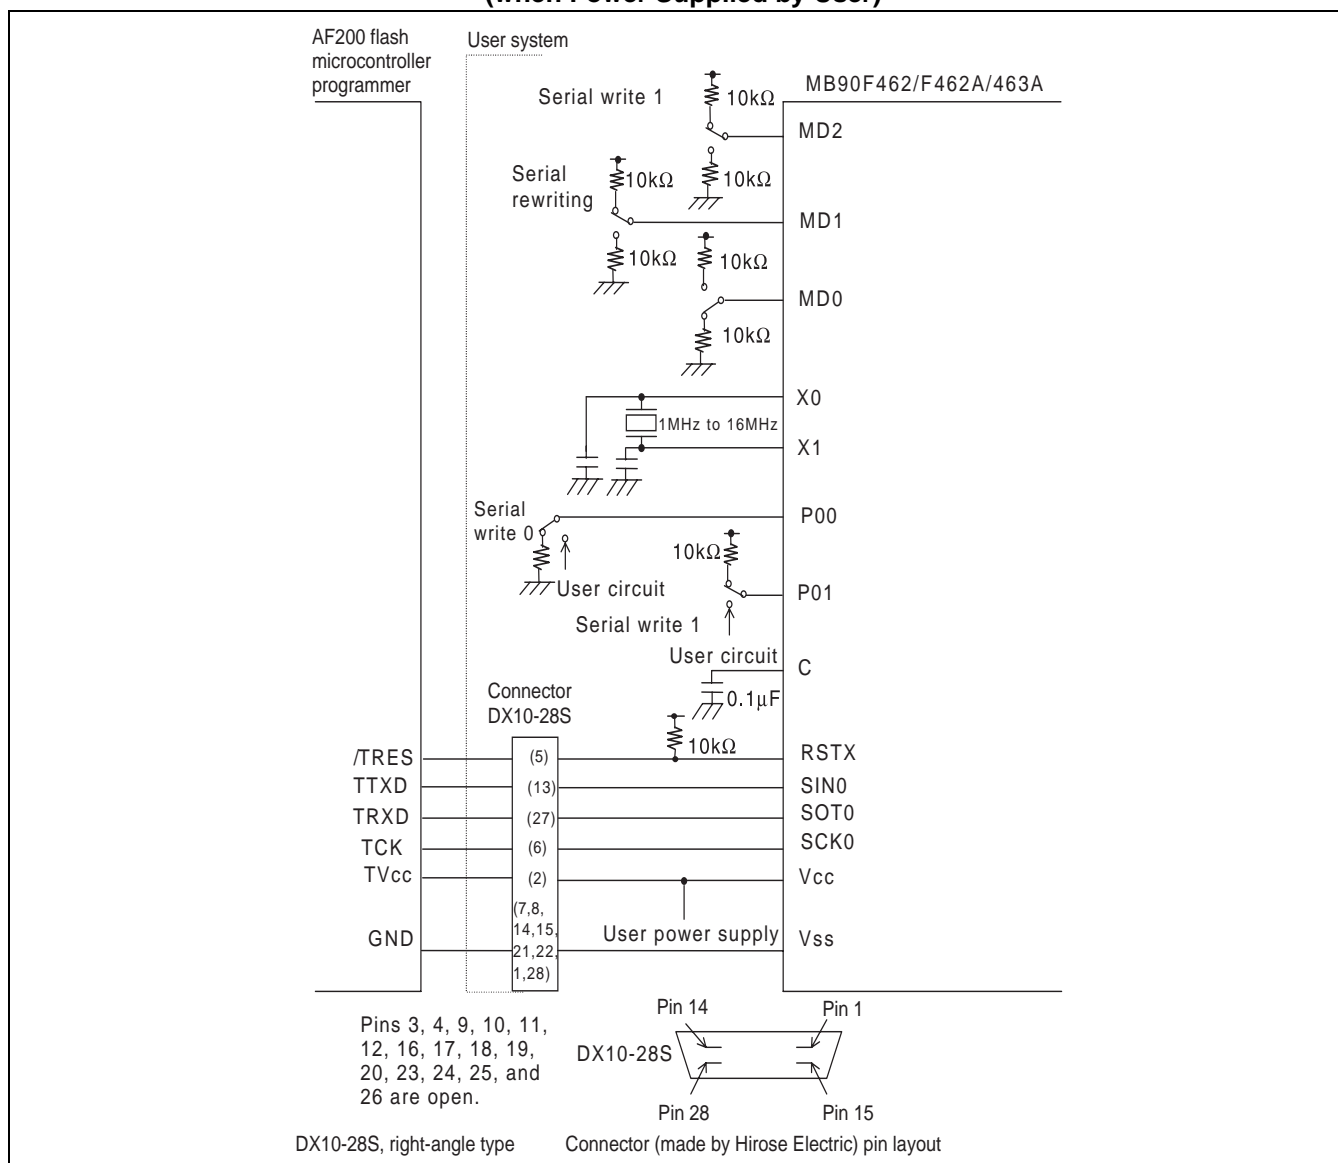 (when Power Supplied by User)
AF200 flash
microcontroller
programmer
User system
MB90F462/F462A/463A
Serial write 1
10kΩ
MD2
10kΩ
Serial
rewriting
10kΩ
MD1
10kΩ
10kΩ
MD0
10kΩ
X0
1MHz to 16MHz
X1
Serial
write 0
P00
User circuit
10kΩ
P01
Serial write 1
User circuit
C
0.1µF
Connector
DX10-28S
10kΩ
/TRES
(5)
RSTX
TTXD
(13)
SIN0
TRXD
(27)
SOT0
TCK
(6)
SCK0
TVcc
(2)
Vcc
GND
(7,8,
14,15,
21,22,
1,28)
User power supply
Vss
Pins 3, 4, 9, 10, 11,
12, 16, 17, 18, 19,
20, 23, 24, 25, and
26 are open.
Pin 14
Pin 1
DX10-28S
Pin 28
Pin 15
DX10-28S, right-angle type
Connector (made by Hirose Electric) pin layout